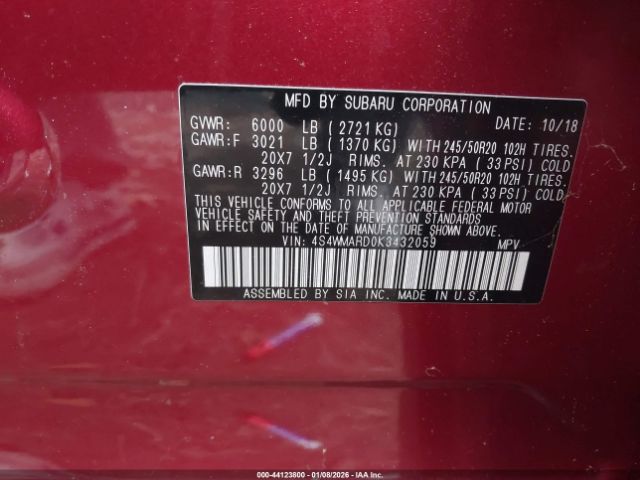 MFD BY SUBARU CORPORATION
GVWR: 6000 LB ( 2721 KG) DATE: 10/18
GAWR:F 3021 LB ( 1370 KG) WITH 245/50R20 102H TIRES.
20X7 1/2J RIMS. AT 230 KPA ( 33 PSI) COLD
GAWR:R 3296 LB ( 1495 KG) WITH 245/50R20 102H TIRES.
20X7 1/2J RIMS. AT 230 KPA ( 33 PSI) COLD
THIS VEHICLE CONFORMS TO ALL APPLICABLE FEDERAL MOTOR
VEHICLE SAFETY AND THEFT PREVENTION STANDARDS
IN EFFECT ON THE DATE OF MANUFACTURE SHOWN ABOVE.
VIN: 4S4WMARD0K3432059 MPV
ASSEMBLED BY SIA INC. MADE IN U.S.A.
000-44123800 - 01/08/2026 - IAAI.COM